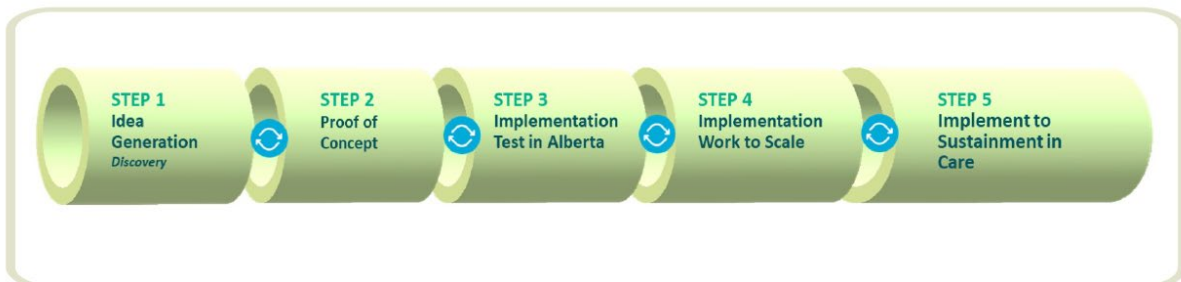 STEP 1
Idea
Generation
Discovery
STEP 2
Proof of
Concept
STEP 3
Implementation
Test in Alberta
STEP 4
Implementation
Work to Scale
STEP 5
Implement to
Sustainment in
Care